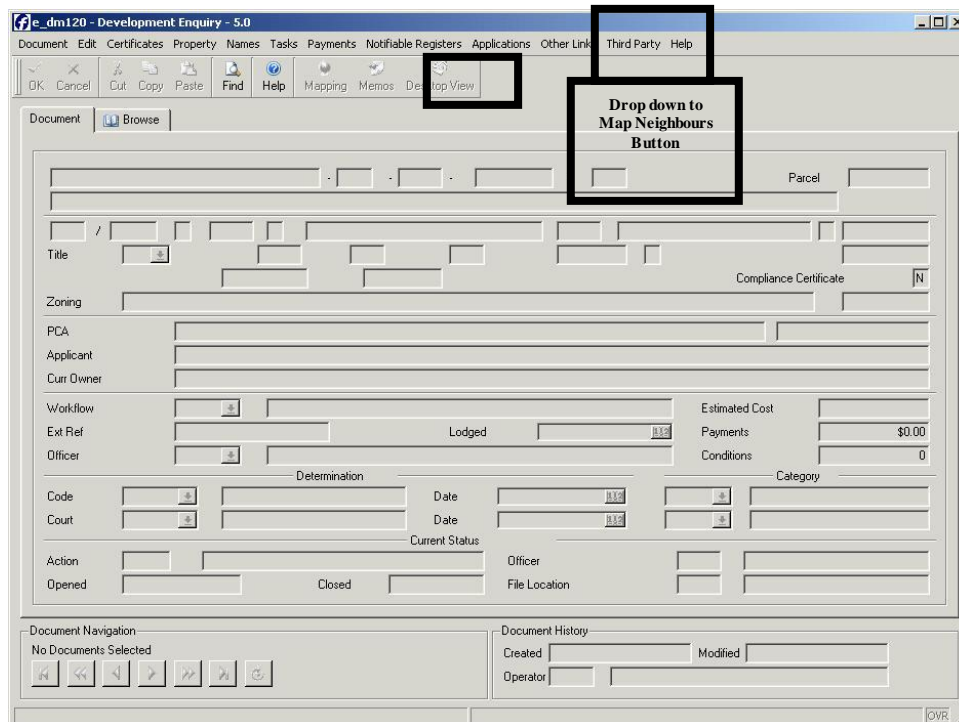 e_dm120 - Development Enquiry - 5.0
Document Edit Certificates Property Names Tasks Payments Notifiable Registers Applications Other Link Third Party Help
OK Cancel Cut Copy Paste Find Help Mapping Memos Desktop View
Drop down to
Map Neighbours
Button
Document Browse
- - - Parcel
/
Title
Compliance Certificate N
Zoning
PCA
Applicant
Curr Owner
Workflow Estimated Cost
Ext Ref Lodged Payments $0.00
Officer Conditions 0
Determination Category
Code Date
Court Date
Current Status
Action Officer
Opened Closed File Location
Document Navigation Document History
No Documents Selected
Created Modified
Operator
OVR